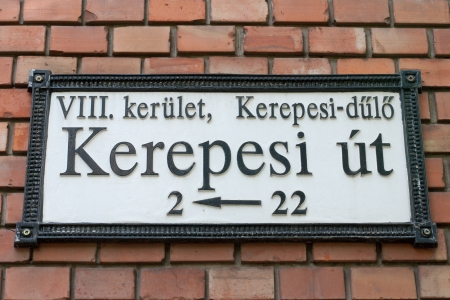 VIII. kerület, Kerepesi-dűlő
Kerepesi út
2 ← 22